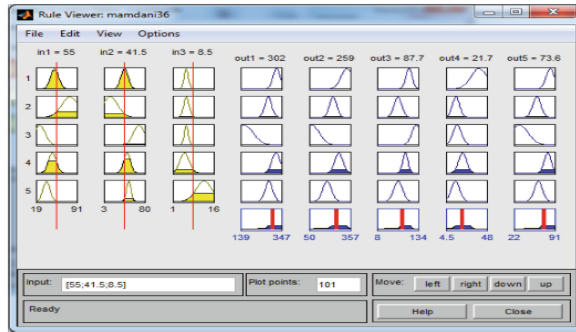 Rule Viewer: mamdani36
File Edit View Options
in1 = 55 in2 = 41.5 in3 = 8.5 out1 = 302 out2 = 259 out3 = 87.7 out4 = 21.7 out5 = 73.6
1
2
3
4
5
19 91 3 80 1 16
139 347 50 357 8 134 4.5 48 22 91
Input: [55;41.5;8.5] Plot points: 101 Move: left right down up
Ready Help Close